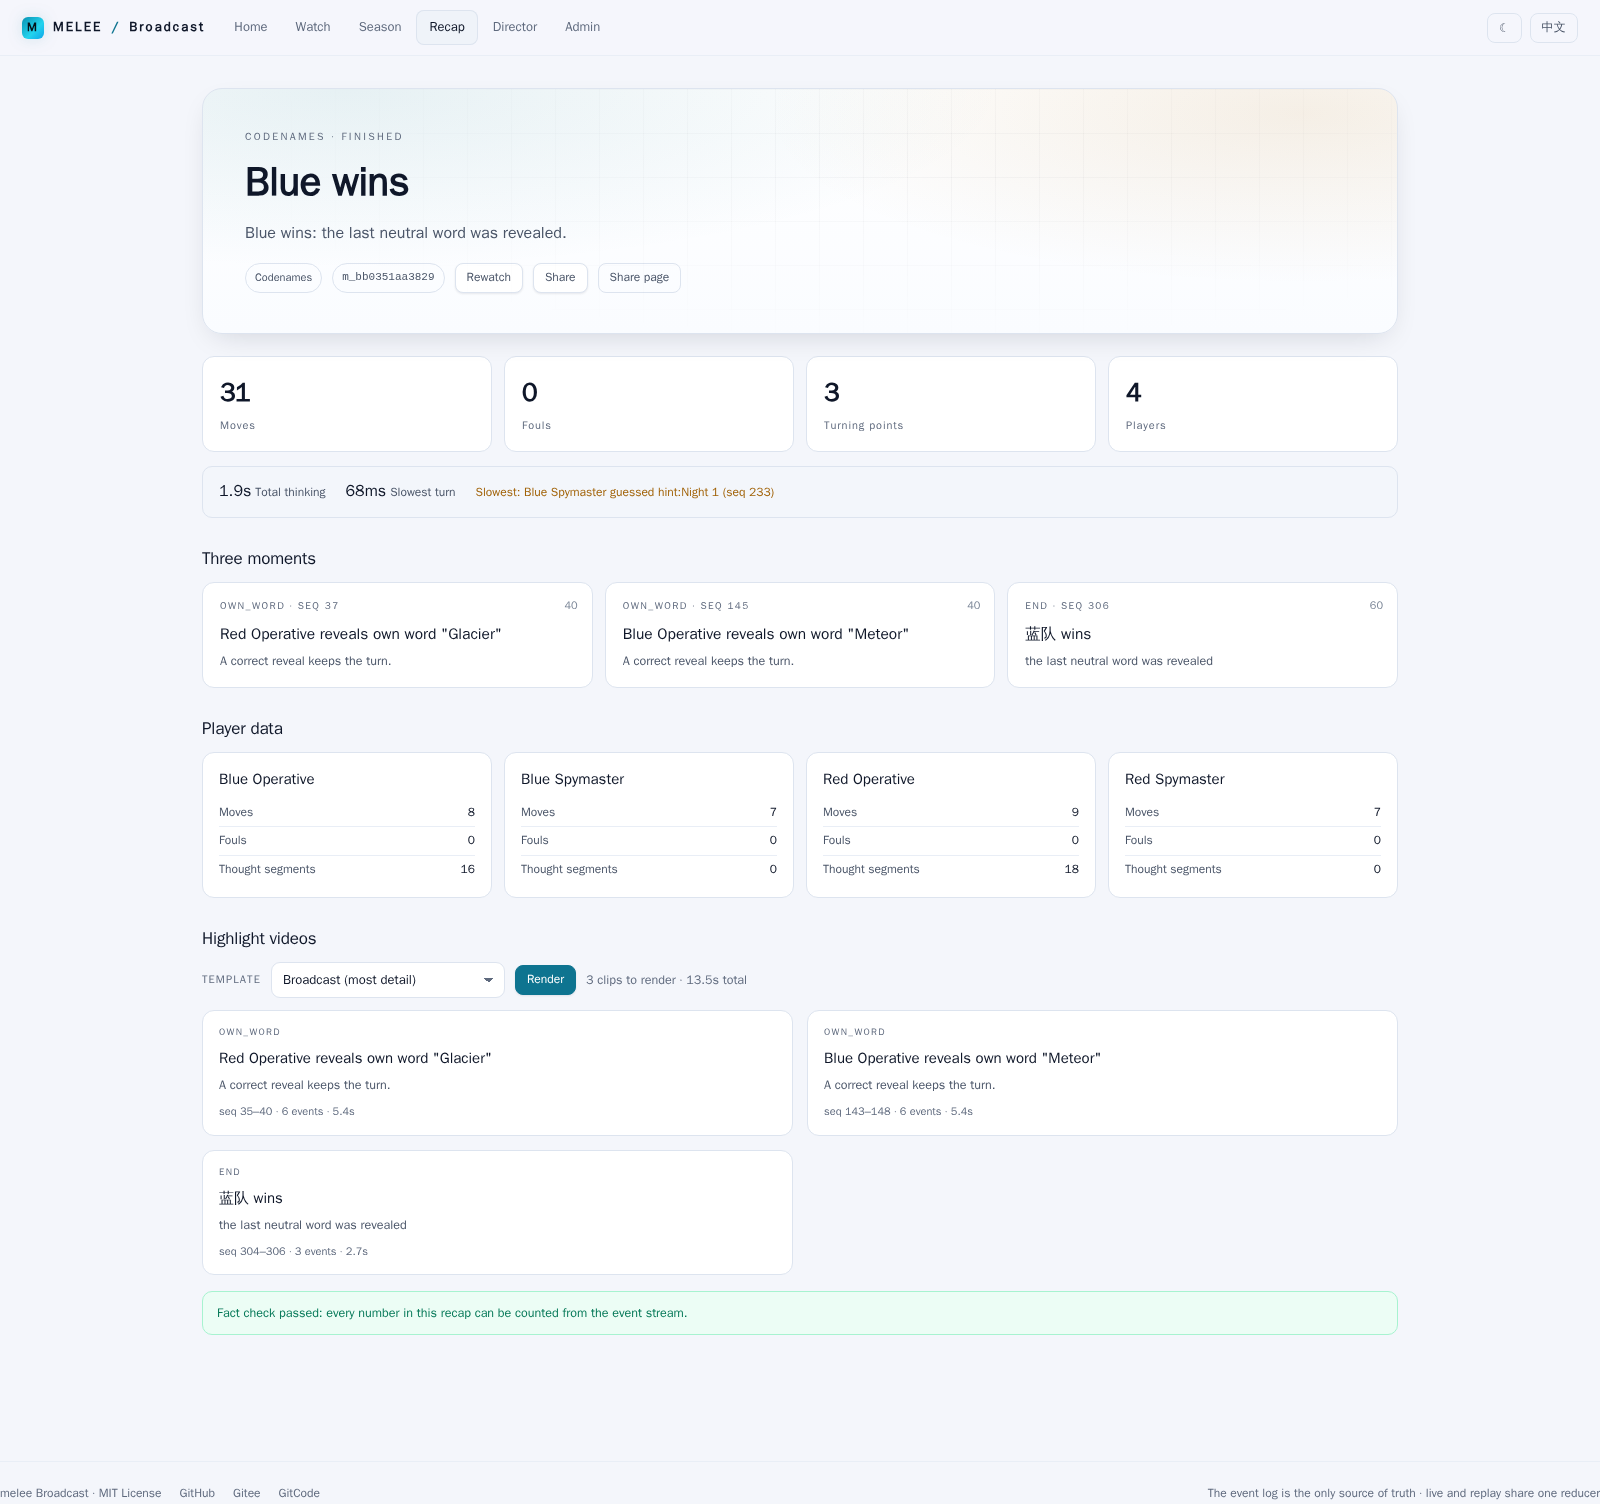 M MELEE / Broadcast Home Watch Season Recap Director Admin ☾ 中文
CODENAMES · FINISHED
Blue wins
Blue wins: the last neutral word was revealed.
Codenames m_bb0351aa3829 Rewatch Share Share page
31 0 3 4
Moves Fouls Turning points Players
1.9s Total thinking 68ms Slowest turn Slowest: Blue Spymaster guessed hint:Night 1 (seq 233)
Three moments
OWN_WORD · SEQ 37 40 OWN_WORD · SEQ 145 40 END · SEQ 306 60
Red Operative reveals own word "Glacier" Blue Operative reveals own word "Meteor" 蓝队 wins
A correct reveal keeps the turn. A correct reveal keeps the turn. the last neutral word was revealed
Player data
Blue Operative Blue Spymaster Red Operative Red Spymaster
Moves 8 Moves 7 Moves 9 Moves 7
Fouls 0 Fouls 0 Fouls 0 Fouls 0
Thought segments 16 Thought segments 0 Thought segments 18 Thought segments 0
Highlight videos
TEMPLATE Broadcast (most detail) Render 3 clips to render · 13.5s total
OWN_WORD OWN_WORD
Red Operative reveals own word "Glacier" Blue Operative reveals own word "Meteor"
A correct reveal keeps the turn. A correct reveal keeps the turn.
seq 35–40 · 6 events · 5.4s seq 143–148 · 6 events · 5.4s
END
蓝队 wins
the last neutral word was revealed
seq 304–306 · 3 events · 2.7s
Fact check passed: every number in this recap can be counted from the event stream.
melee Broadcast · MIT License GitHub Gitee GitCode The event log is the only source of truth · live and replay share one reducer